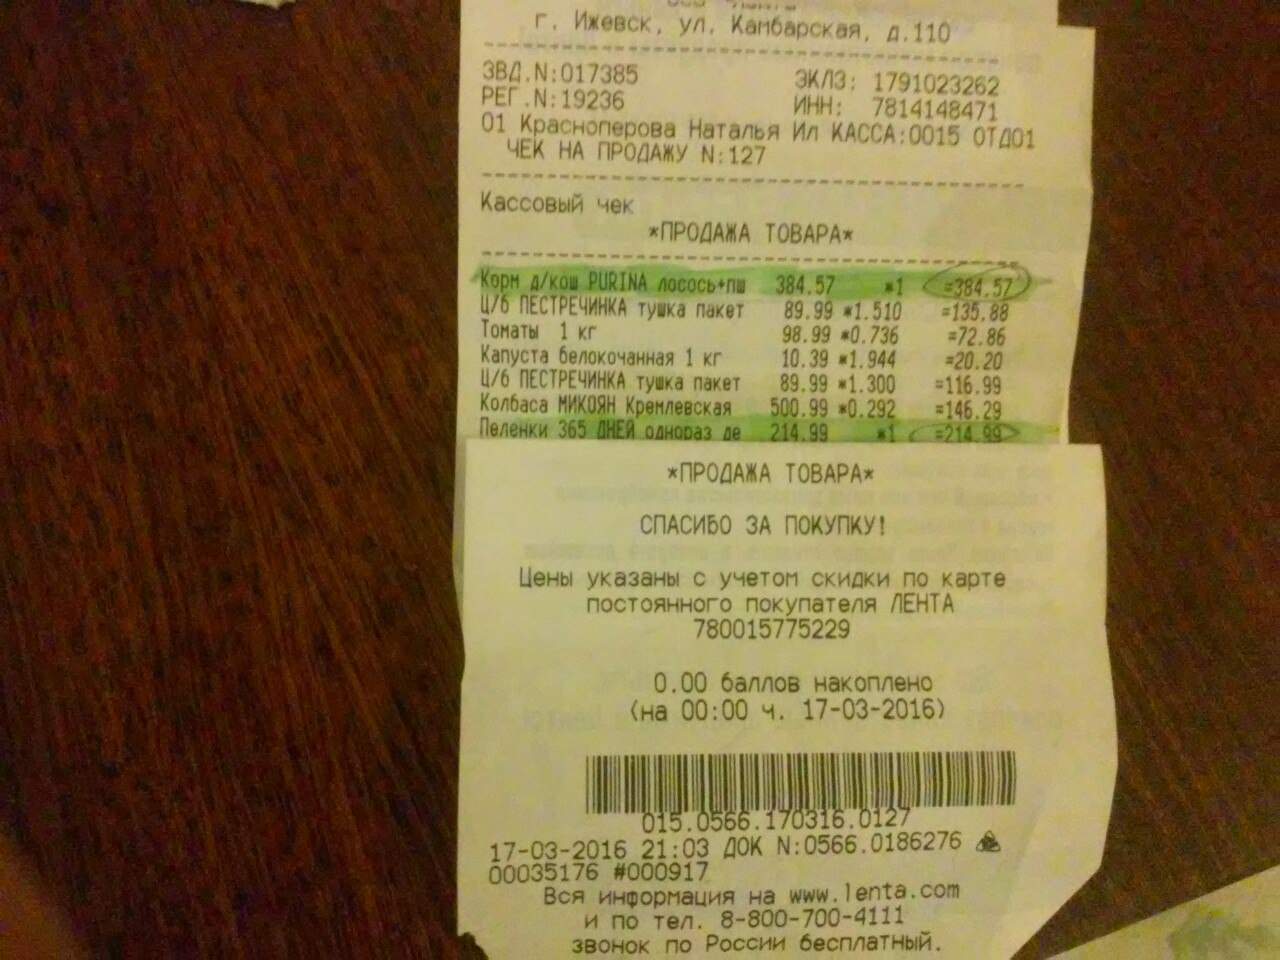 г. Ижевск, ул. Камбарская, д.110
ЗВД.N:017385 ЭКЛЗ: 1791023262
РЕГ.N:19236 ИНН: 7814148471
01 Красноперова Наталья Ил КАССА:0015 ОТД01
ЧЕК НА ПРОДАЖУ N:127
Кассовый чек
*ПРОДАЖА ТОВАРА*
Корм д/кош PURINA лосось+пш 384.57 *1 =384.57
Ц/б ПЕСТРЕЧИНКА тушка пакет 89.99 *1.510 =135.88
Томаты 1 кг 98.99 *0.736 =72.86
Капуста белокочанная 1 кг 10.39 *1.944 =20.20
Ц/б ПЕСТРЕЧИНКА тушка пакет 89.99 *1.300 =116.99
Колбаса МИКОЯН Кремлевская 500.99 *0.292 =146.29
Пеленки 365 ДНЕЙ однораз де 214.99 *1 =214.99
*ПРОДАЖА ТОВАРА*
СПАСИБО ЗА ПОКУПКУ!
Цены указаны с учетом скидки по карте
постоянного покупателя ЛЕНТА
780015775229
0.00 баллов накоплено
(на 00:00 ч. 17-03-2016)
015.0566.170316.0127
17-03-2016 21:03 ДОК N:0566.0186276
00035176 #000917
Вся информация на www.lenta.com
и по тел. 8-800-700-4111
звонок по России бесплатный.